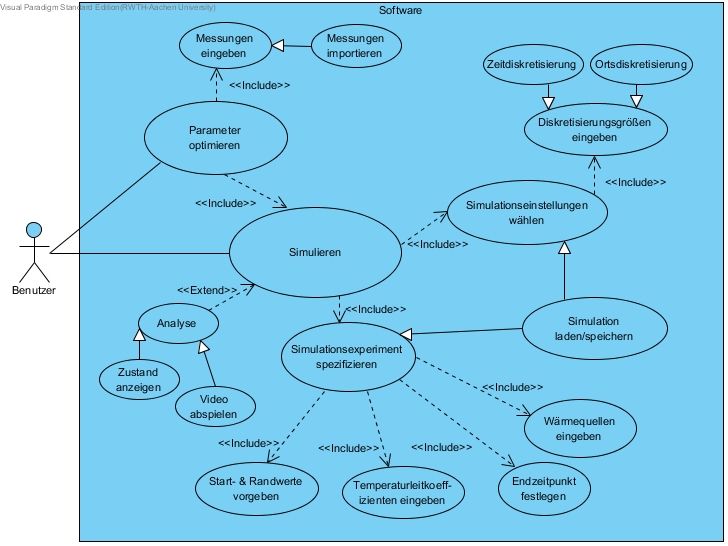 Visual Paradigm Standard Edition(RWTH-Aachen University)
Software
Messungen
eingeben
Messungen
importieren
<<Include>>
Zeitdiskretisierung
Ortsdiskretisierung
Diskretisierungsgrößen
eingeben
Parameter
optimieren
<<Include>>
<<Include>>
Simulationseinstellungen
wählen
Simulieren
<<Include>>
Benutzer
<<Extend>>
<<Include>>
Analyse
Simulation
laden/speichern
Simulationsexperiment
spezifizieren
Zustand
anzeigen
Video
abspielen
<<Include>>
Wärmequellen
eingeben
<<Include>>
<<Include>>
<<Include>>
Start- & Randwerte
vorgeben
Temperaturleitkoeff-
izienten eingeben
Endzeitpunkt
festlegen